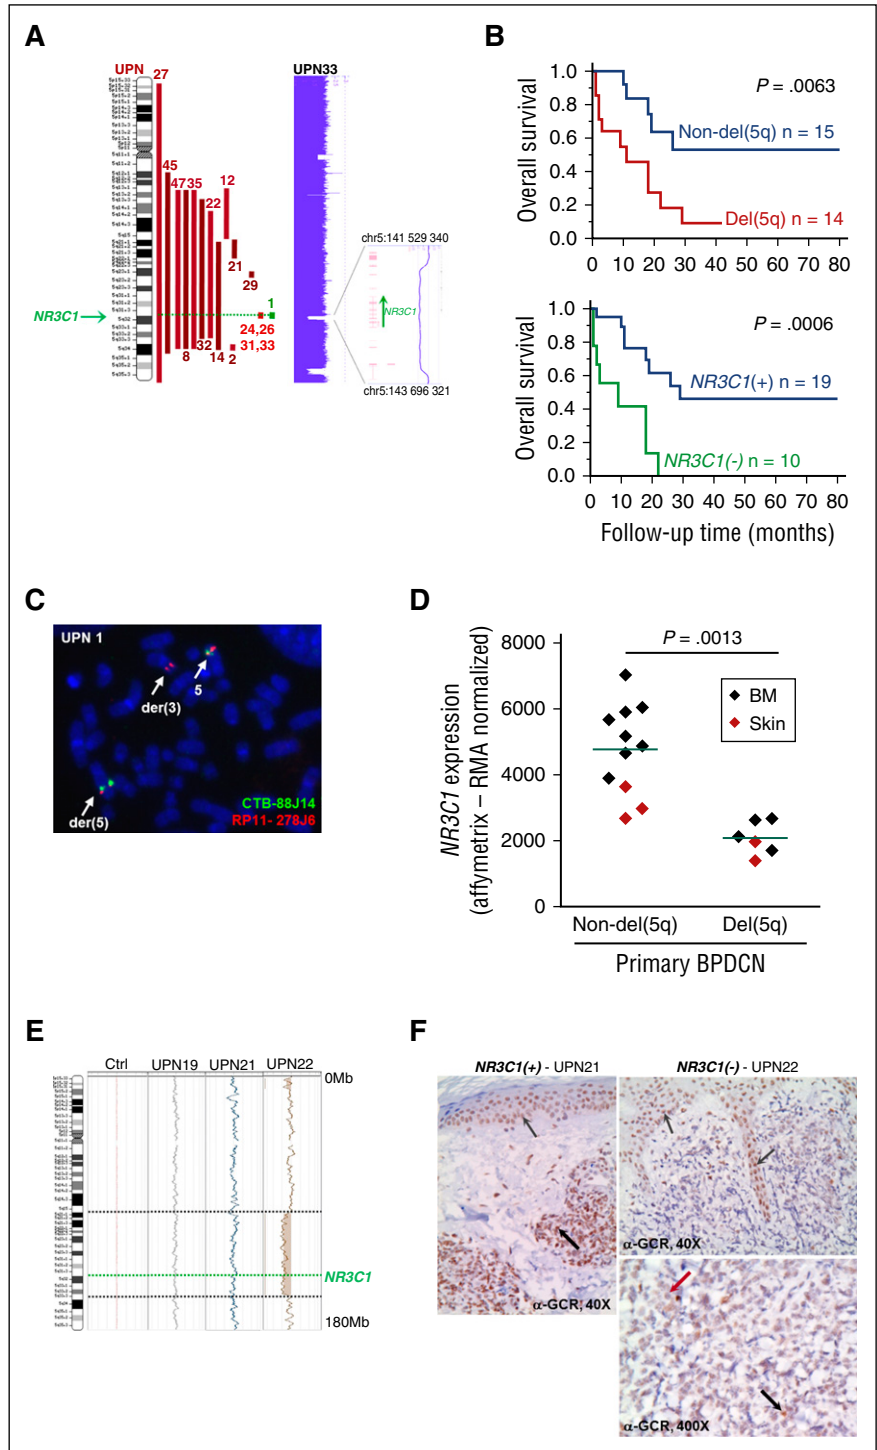 A
UPN
27
45
47 35
12
22
21
29
1
NR3C1
24,26
31,33
32
8
14
2
UPN33
chr5:141 529 340
NR3C1
chr5:143 696 321
B
Overall survival
1.0
0.8
0.6
0.4
0.2
0.0
P = .0063
Non-del(5q) n = 15
Del(5q) n = 14
0 10 20 30 40 50 60 70 80
Overall survival
1.0
0.8
0.6
0.4
0.2
0.0
P = .0006
NR3C1(+) n = 19
NR3C1(-) n = 10
0 10 20 30 40 50 60 70 80
Follow-up time (months)
C
UPN 1
der(3)
5
der(5)
CTB-88J14
RP11- 278J6
D
NR3C1 expression
(affymetrix – RMA normalized)
8000
6000
4000
2000
0
P = .0013
BM
Skin
Non-del(5q) Del(5q)
Primary BPDCN
E
Ctrl UPN19 UPN21 UPN22
0Mb
NR3C1
180Mb
F
NR3C1(+) - UPN21
α-GCR, 40X
NR3C1(-) - UPN22
α-GCR, 40X
α-GCR, 400X